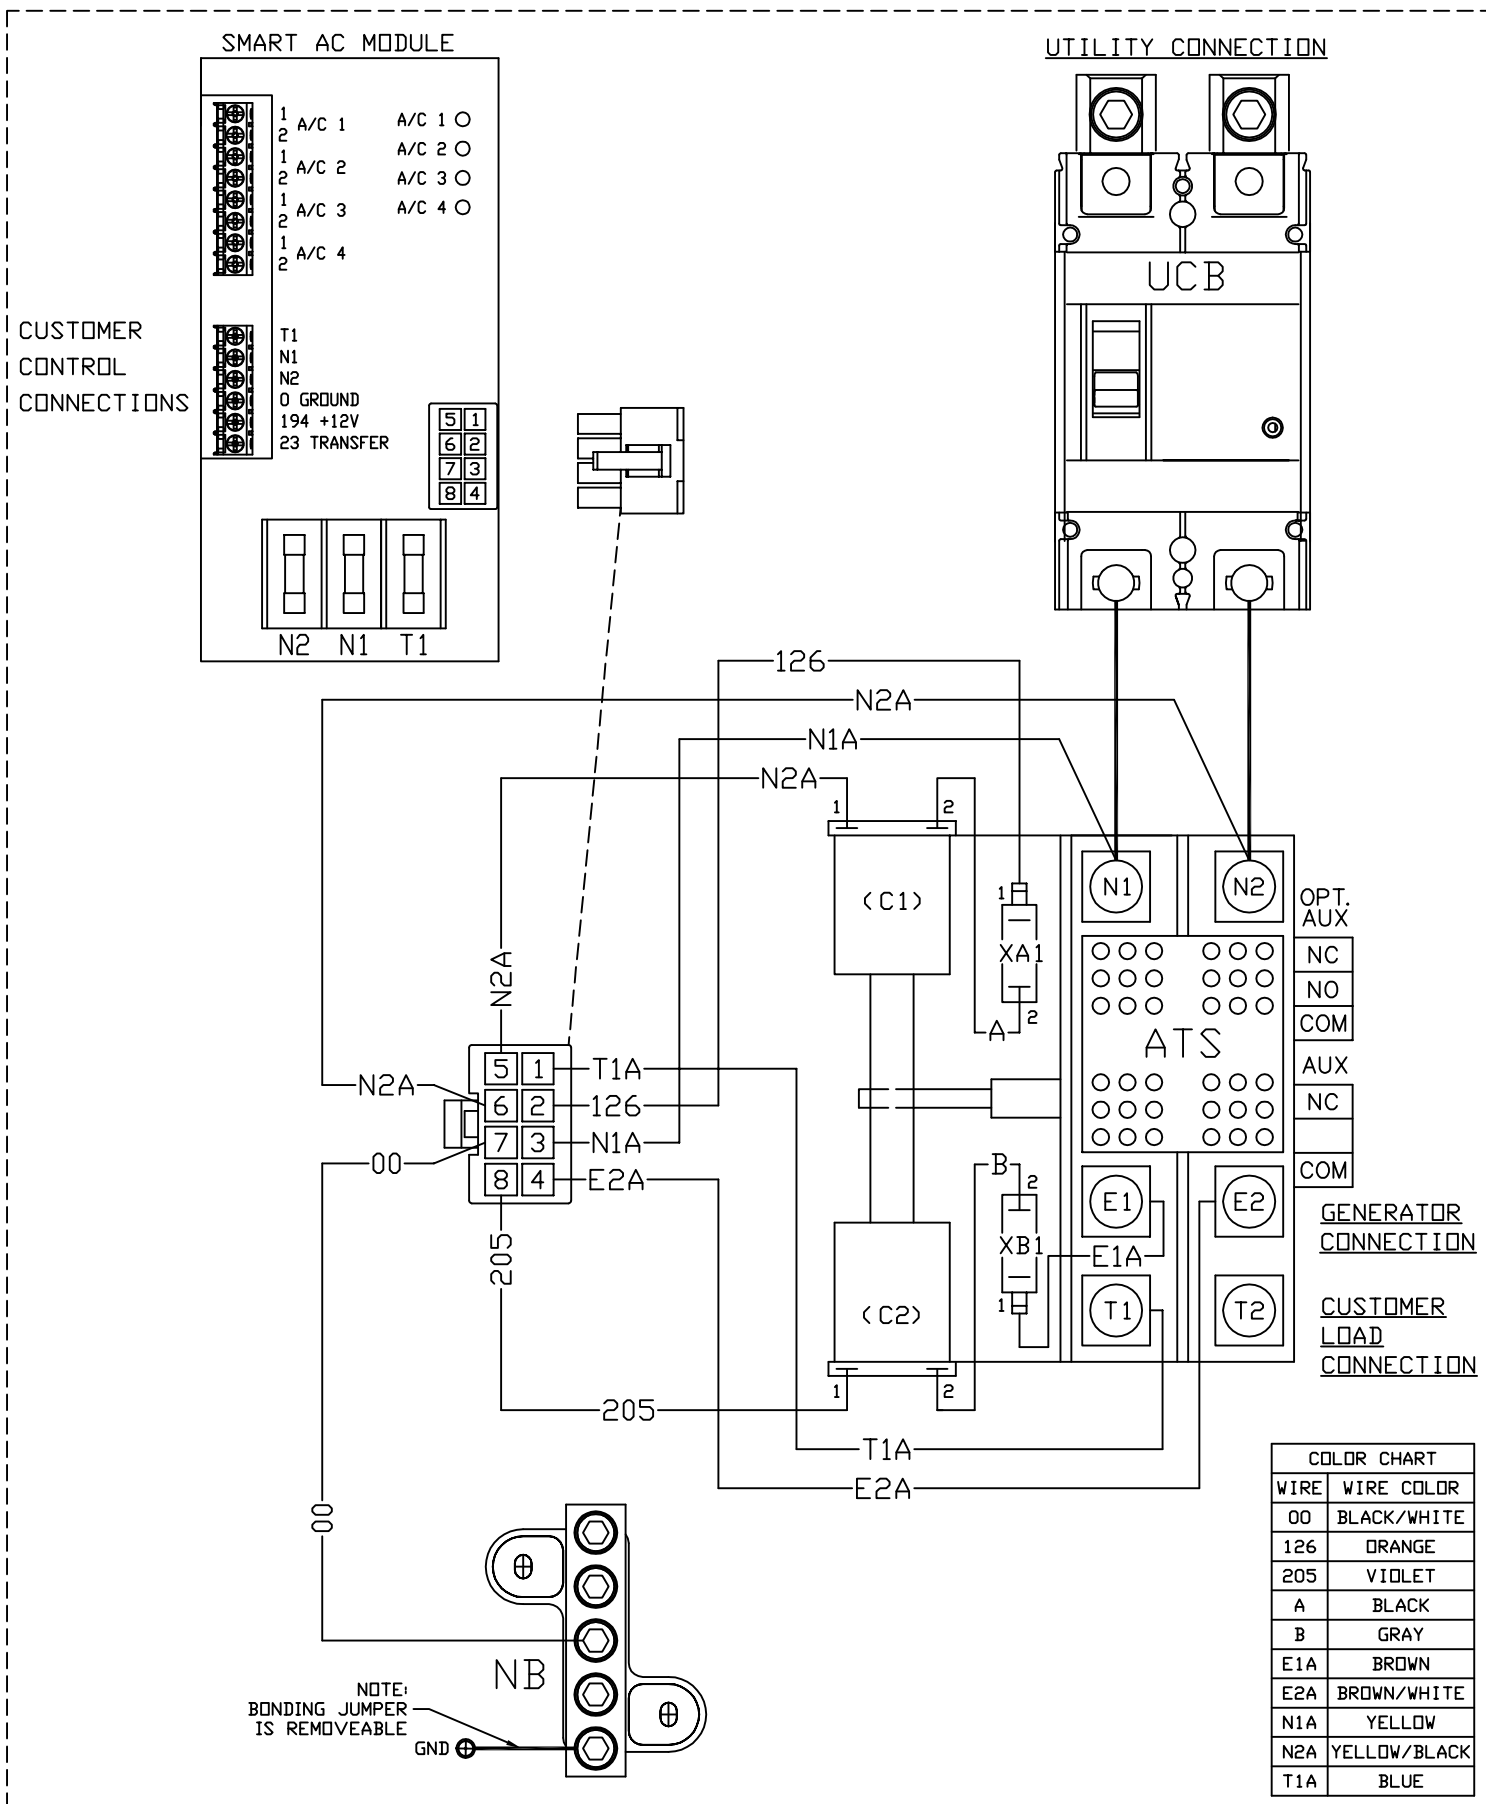 SMART AC MODULE
1
2
A/C 1
1
2
A/C 2
1
2
A/C 3
1
2
A/C 4
A/C 1
A/C 2
A/C 3
A/C 4
CUSTOMER
CONTROL
CONNECTIONS
T1
N1
N2
0 GROUND
194 +12V
23 TRANSFER
5 1
6 2
7 3
8 4
N2 N1 T1
UTILITY CONNECTION
UCB
126
N2A
N1A
N2A
1
2
(C1)
1
XA1
2
A
N1
N2
OPT.
AUX
NC
NO
COM
ATS
AUX
NC
COM
N2A
5 1
6 2
7 3
8 4
T1A
126
N1A
E2A
N2A
00
205
B
2
XB1
1
E1
E2
E1A
T1
T2
(C2)
1
2
GENERATOR
CONNECTION
CUSTOMER
LOAD
CONNECTION
205
T1A
E2A
00
NB
NOTE:
BONDING JUMPER
IS REMOVEABLE
GND
COLOR CHART
WIRE WIRE COLOR
00 BLACK/WHITE
126 ORANGE
205 VIOLET
A BLACK
B GRAY
E1A BROWN
E2A BROWN/WHITE
N1A YELLOW
N2A YELLOW/BLACK
T1A BLUE